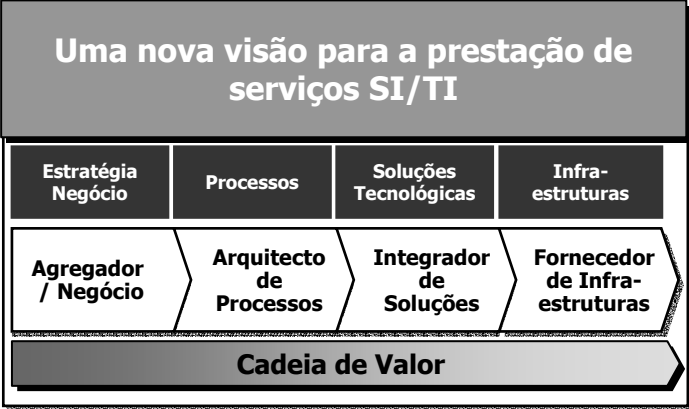 Uma nova visão para a prestação de
serviços SI/TI
Estratégia
Negócio
Processos
Soluções
Tecnológicas
Infra-
estruturas
Agregador
/ Negócio
Arquitecto
de
Processos
Integrador
de
Soluções
Fornecedor
de Infra-
estruturas
Cadeia de Valor